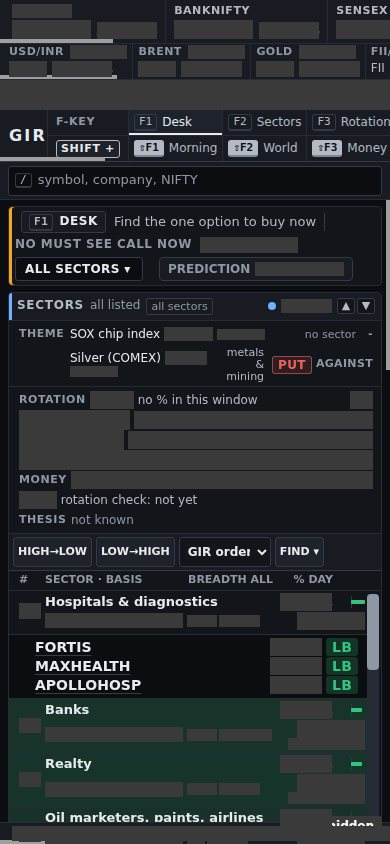 BANKNIFTY SENSEX
USD/INR BRENT GOLD FII/
FII
GIR
F-KEY F1 Desk F2 Sectors F3 Rotation
SHIFT + ⇧F1 Morning ⇧F2 World ⇧F3 Money
/ symbol, company, NIFTY
F1 DESK Find the one option to buy now
NO MUST SEE CALL NOW
ALL SECTORS ▾ PREDICTION
SECTORS all listed all sectors ▲ ▼
THEME SOX chip index no sector -
Silver (COMEX) metals & mining PUT AGAINST
ROTATION no % in this window
MONEY
rotation check: not yet
THESIS not known
HIGH→LOW LOW→HIGH GIR order FIND ▾
# SECTOR · BASIS BREADTH ALL % DAY
Hospitals & diagnostics
FORTIS LB
MAXHEALTH LB
APOLLOHOSP LB
Banks
Realty
Oil marketers, paints, airlines